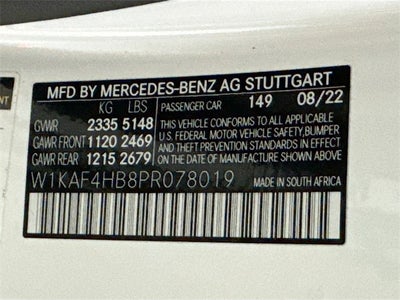 MFD BY MERCEDES-BENZ AG STUTTGART
KG LBS PASSENGER CAR 149 08/22
GVWR 2335 5148
GAWR FRONT 1120 2469
GAWR REAR 1215 2679
THIS VEHICLE CONFORMS TO ALL APPLICABLE
U.S. FEDERAL MOTOR VEHICLE SAFETY, BUMPER
AND THEFT PREVENTION STANDARDS IN EFFECT
ON THE DATE OF MANUFACTURE SHOWN ABOVE.
W1KAF4HB8PR078019 MADE IN SOUTH AFRICA